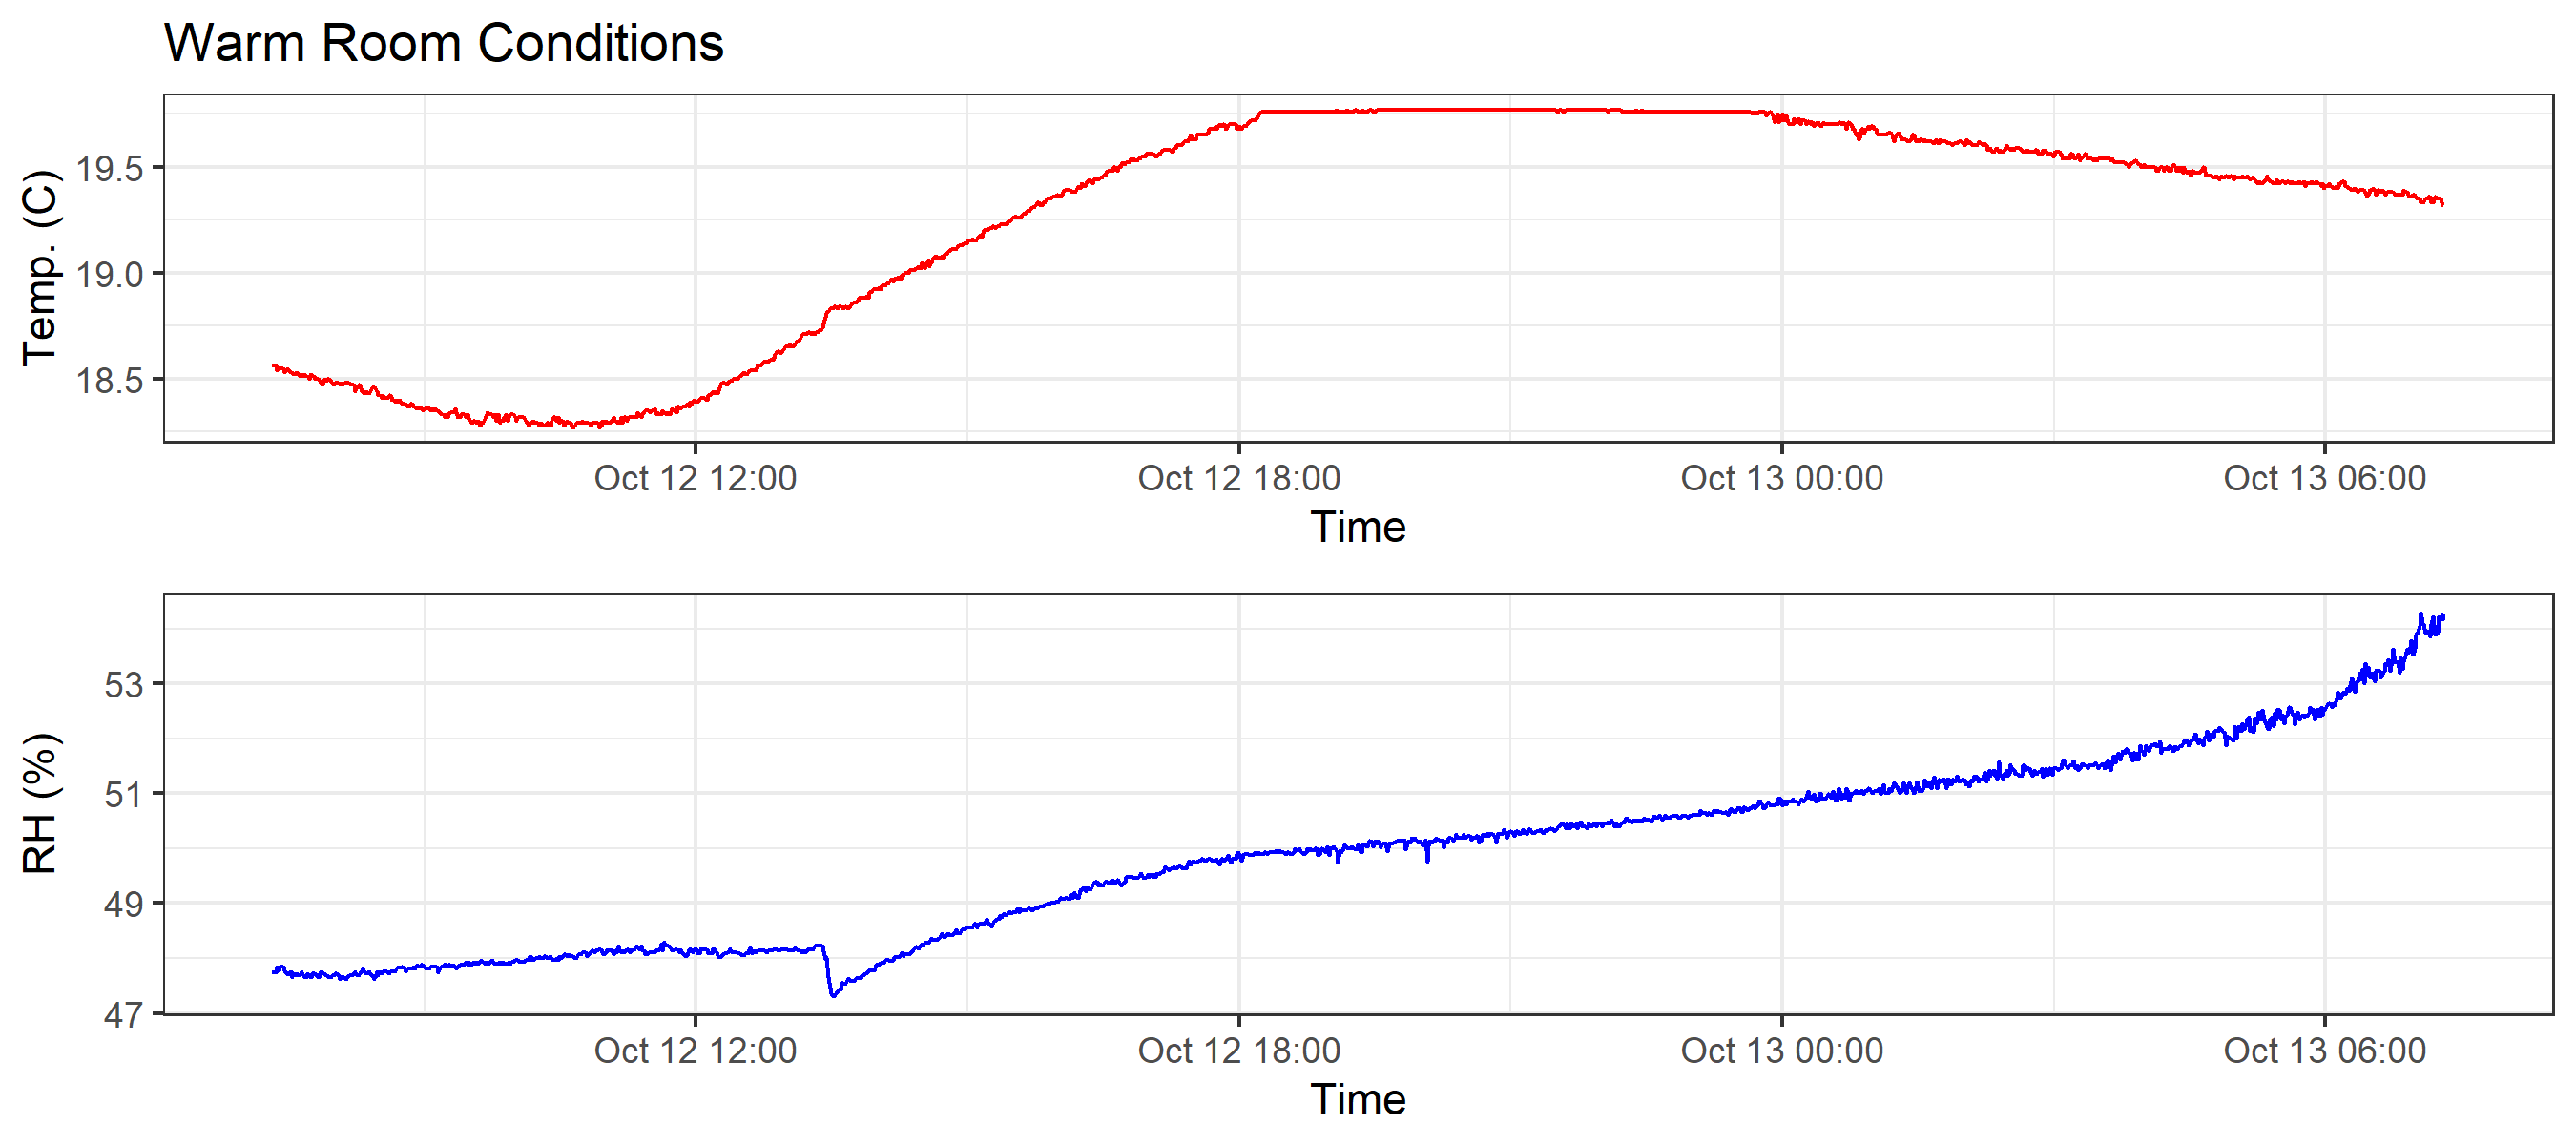 Warm Room Conditions
Temp. (C)
19.5
19.0
18.5
Oct 12 12:00 Oct 12 18:00 Oct 13 00:00 Oct 13 06:00
Time
RH (%)
53
51
49
47
Oct 12 12:00 Oct 12 18:00 Oct 13 00:00 Oct 13 06:00
Time